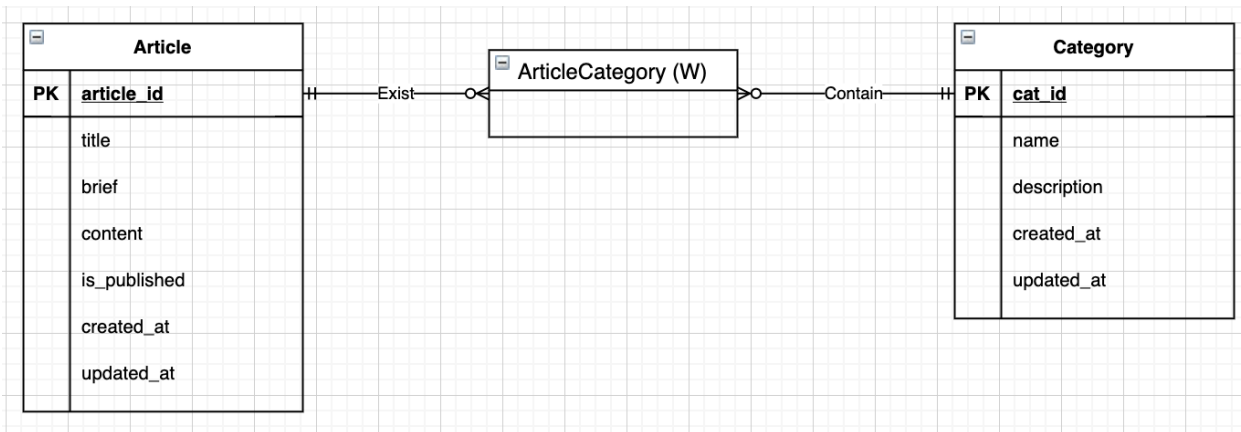 Article
PK article_id
title
brief
content
is_published
created_at
updated_at
Exist
ArticleCategory (W)
Contain
Category
PK cat_id
name
description
created_at
updated_at